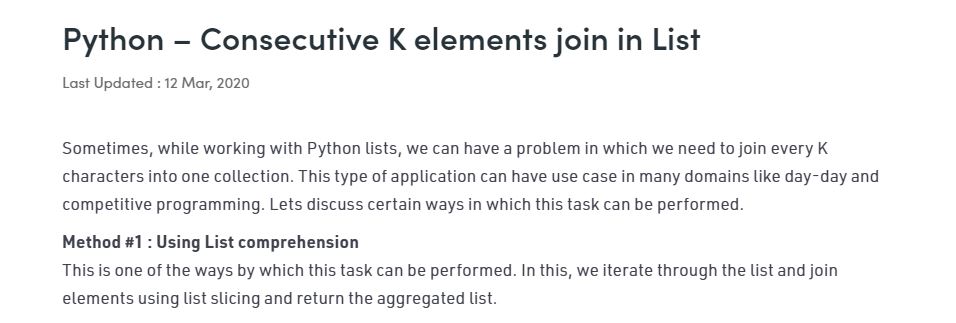 Python – Consecutive K elements join in List
Last Updated : 12 Mar, 2020
Sometimes, while working with Python lists, we can have a problem in which we need to join every K
characters into one collection. This type of application can have use case in many domains like day-day and
competitive programming. Lets discuss certain ways in which this task can be performed.
Method #1 : Using List comprehension
This is one of the ways by which this task can be performed. In this, we iterate through the list and join
elements using list slicing and return the aggregated list.